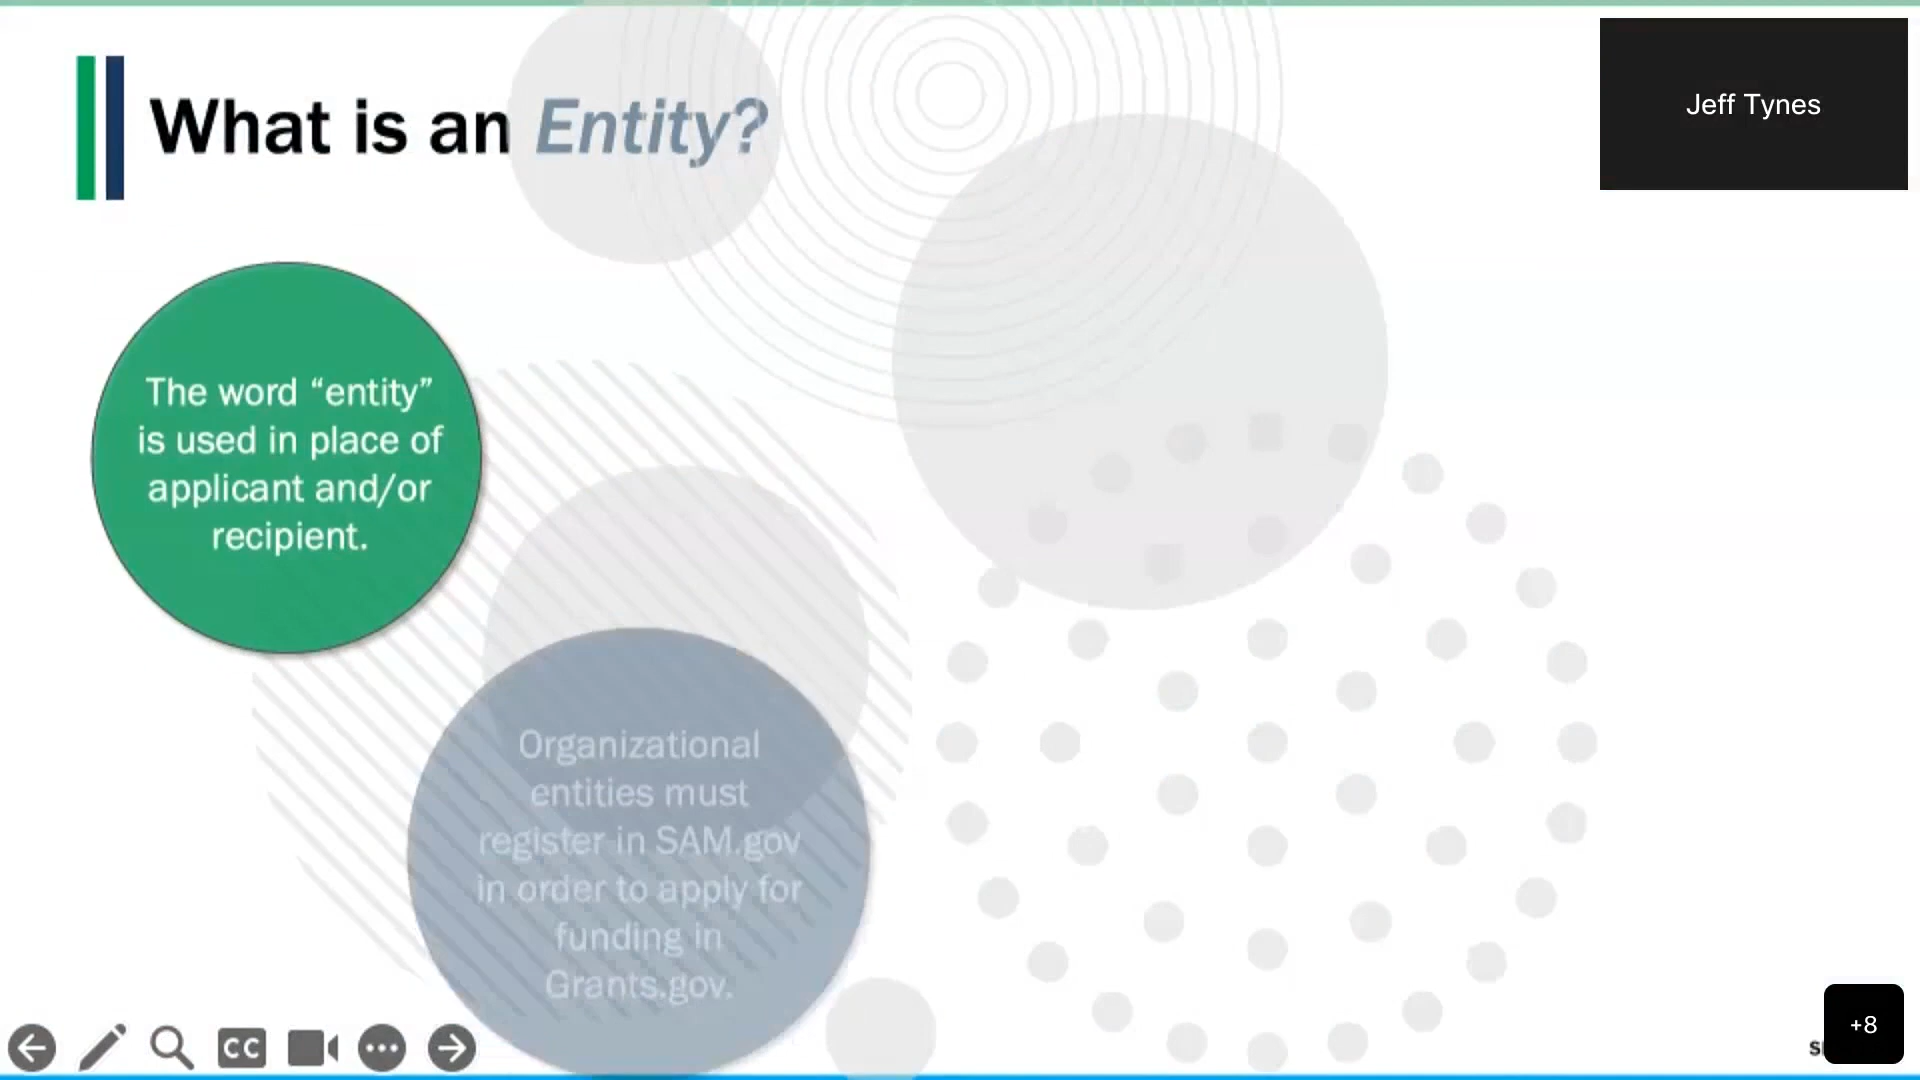 What is an Entity?
Jeff Tynes
The word “entity”
is used in place of
applicant and/or
recipient.
Organizational
entities must
register in SAM.gov
in order to apply for
funding in
Grants.gov.
CC
+8